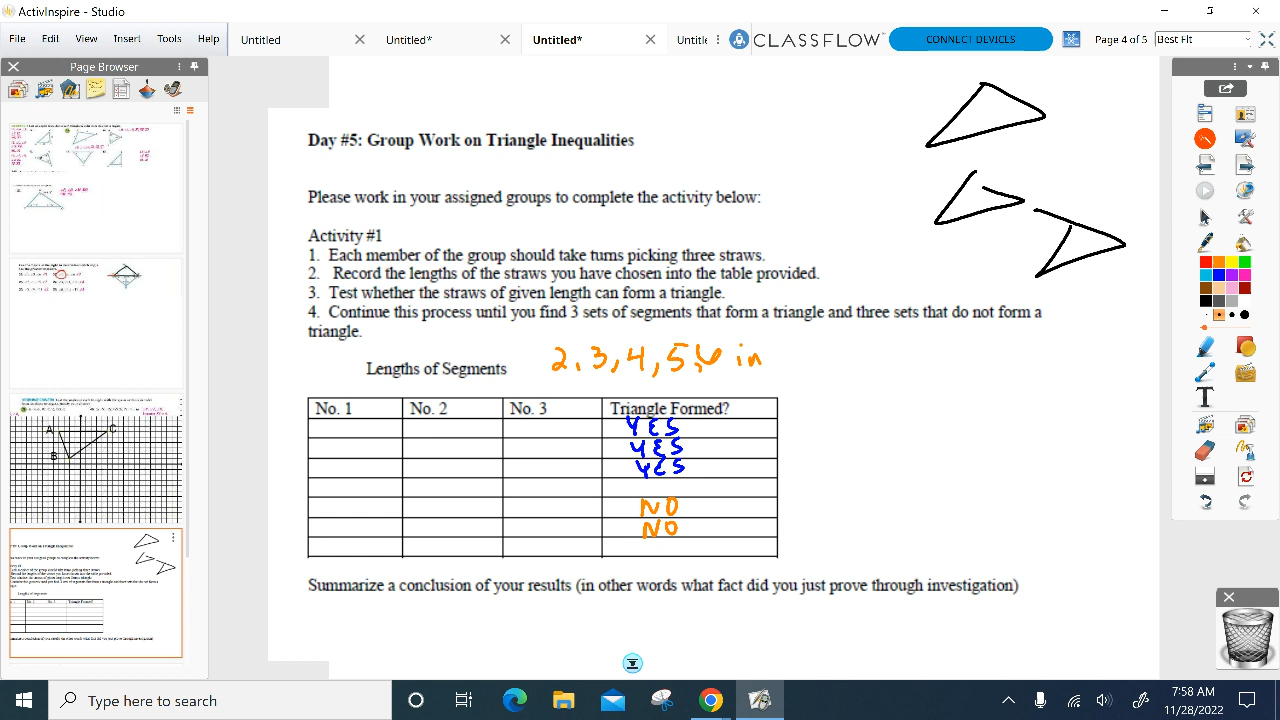 ActivInspire - Studio
File Edit View Insert Tools Help
Untitled
Untitled*
Untitled*
Untitle
CLASSFLOW
CONNECT DEVICES
Page 4 of 5
Best Fit
Page Browser
Day #5: Group Work on Triangle Inequalities
Please work in your assigned groups to complete the activity below:
Activity #1
1. Each member of the group should take turns picking three straws.
2. Record the lengths of the straws you have chosen into the table provided.
3. Test whether the straws of given length can form a triangle.
4. Continue this process until you find 3 sets of segments that form a triangle and three sets that do not form a
triangle.
Lengths of Segments 2, 3, 4, 5, 6 in
No. 1 No. 2 No. 3 Triangle Formed?
YES
YES
YES
NO
NO
Summarize a conclusion of your results (in other words what fact did you just prove through investigation)
Type here to search
7:58 AM
11/28/2022